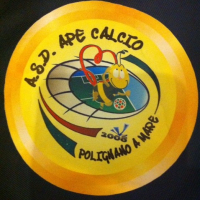 A.S.D. APE CALCIO
2006
POLIGNANO A MARE